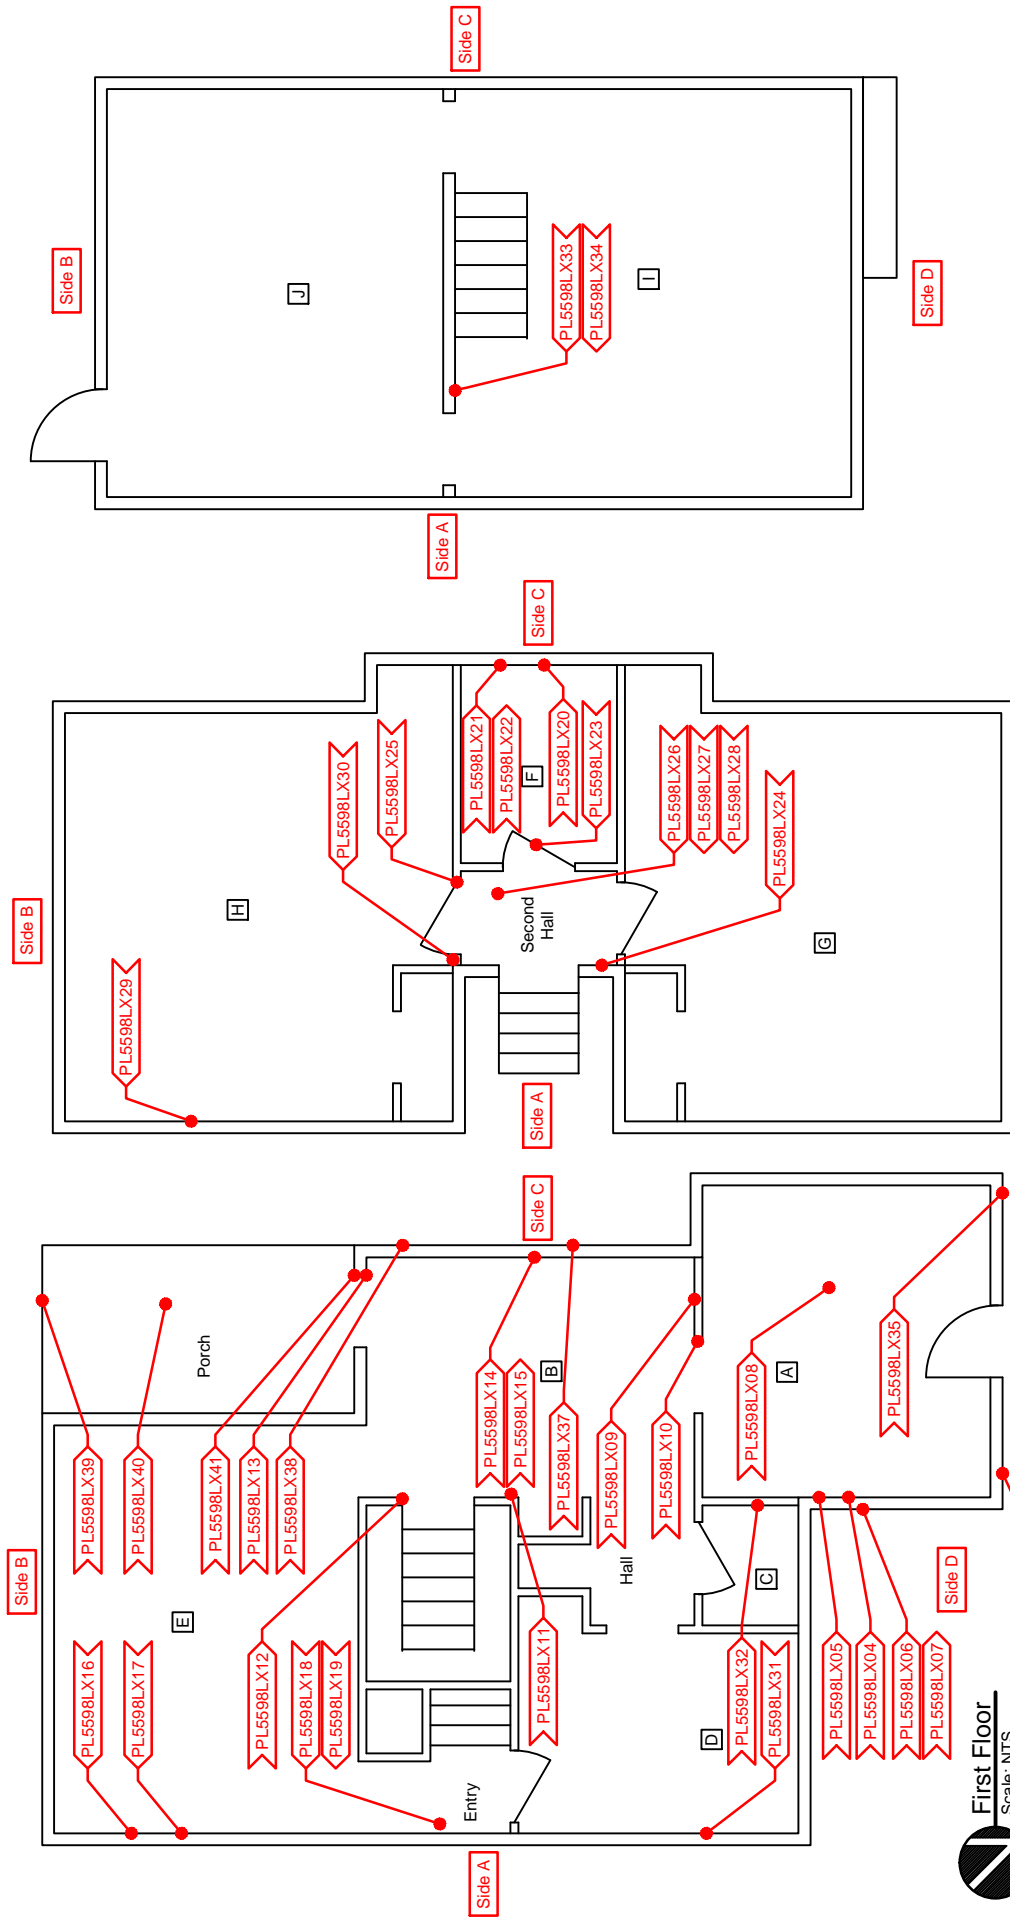 Side B
PL5598LX16
PL5598LX17
PL5598LX39
PL5598LX40
PL5598LX41
PL5598LX13
PL5598LX38
Porch
E
PL5598LX12
PL5598LX18
PL5598LX19
Entry
Side A
PL5598LX11
PL5598LX14
PL5598LX15
B
PL5598LX37
PL5598LX09
PL5598LX10
Hall
Side C
D
C
PL5598LX32
PL5598LX31
PL5598LX08
A
PL5598LX35
PL5598LX05
PL5598LX04
PL5598LX06
PL5598LX07
Side D
First Floor
Scale: NTS
Side B
PL5598LX29
H
PL5598LX30
PL5598LX25
PL5598LX21
PL5598LX22
F
PL5598LX20
PL5598LX23
Second
Hall
Side A
Side C
PL5598LX26
PL5598LX27
PL5598LX28
PL5598LX24
G
Side B
J
Side C
Side A
PL5598LX33
PL5598LX34
I
Side D